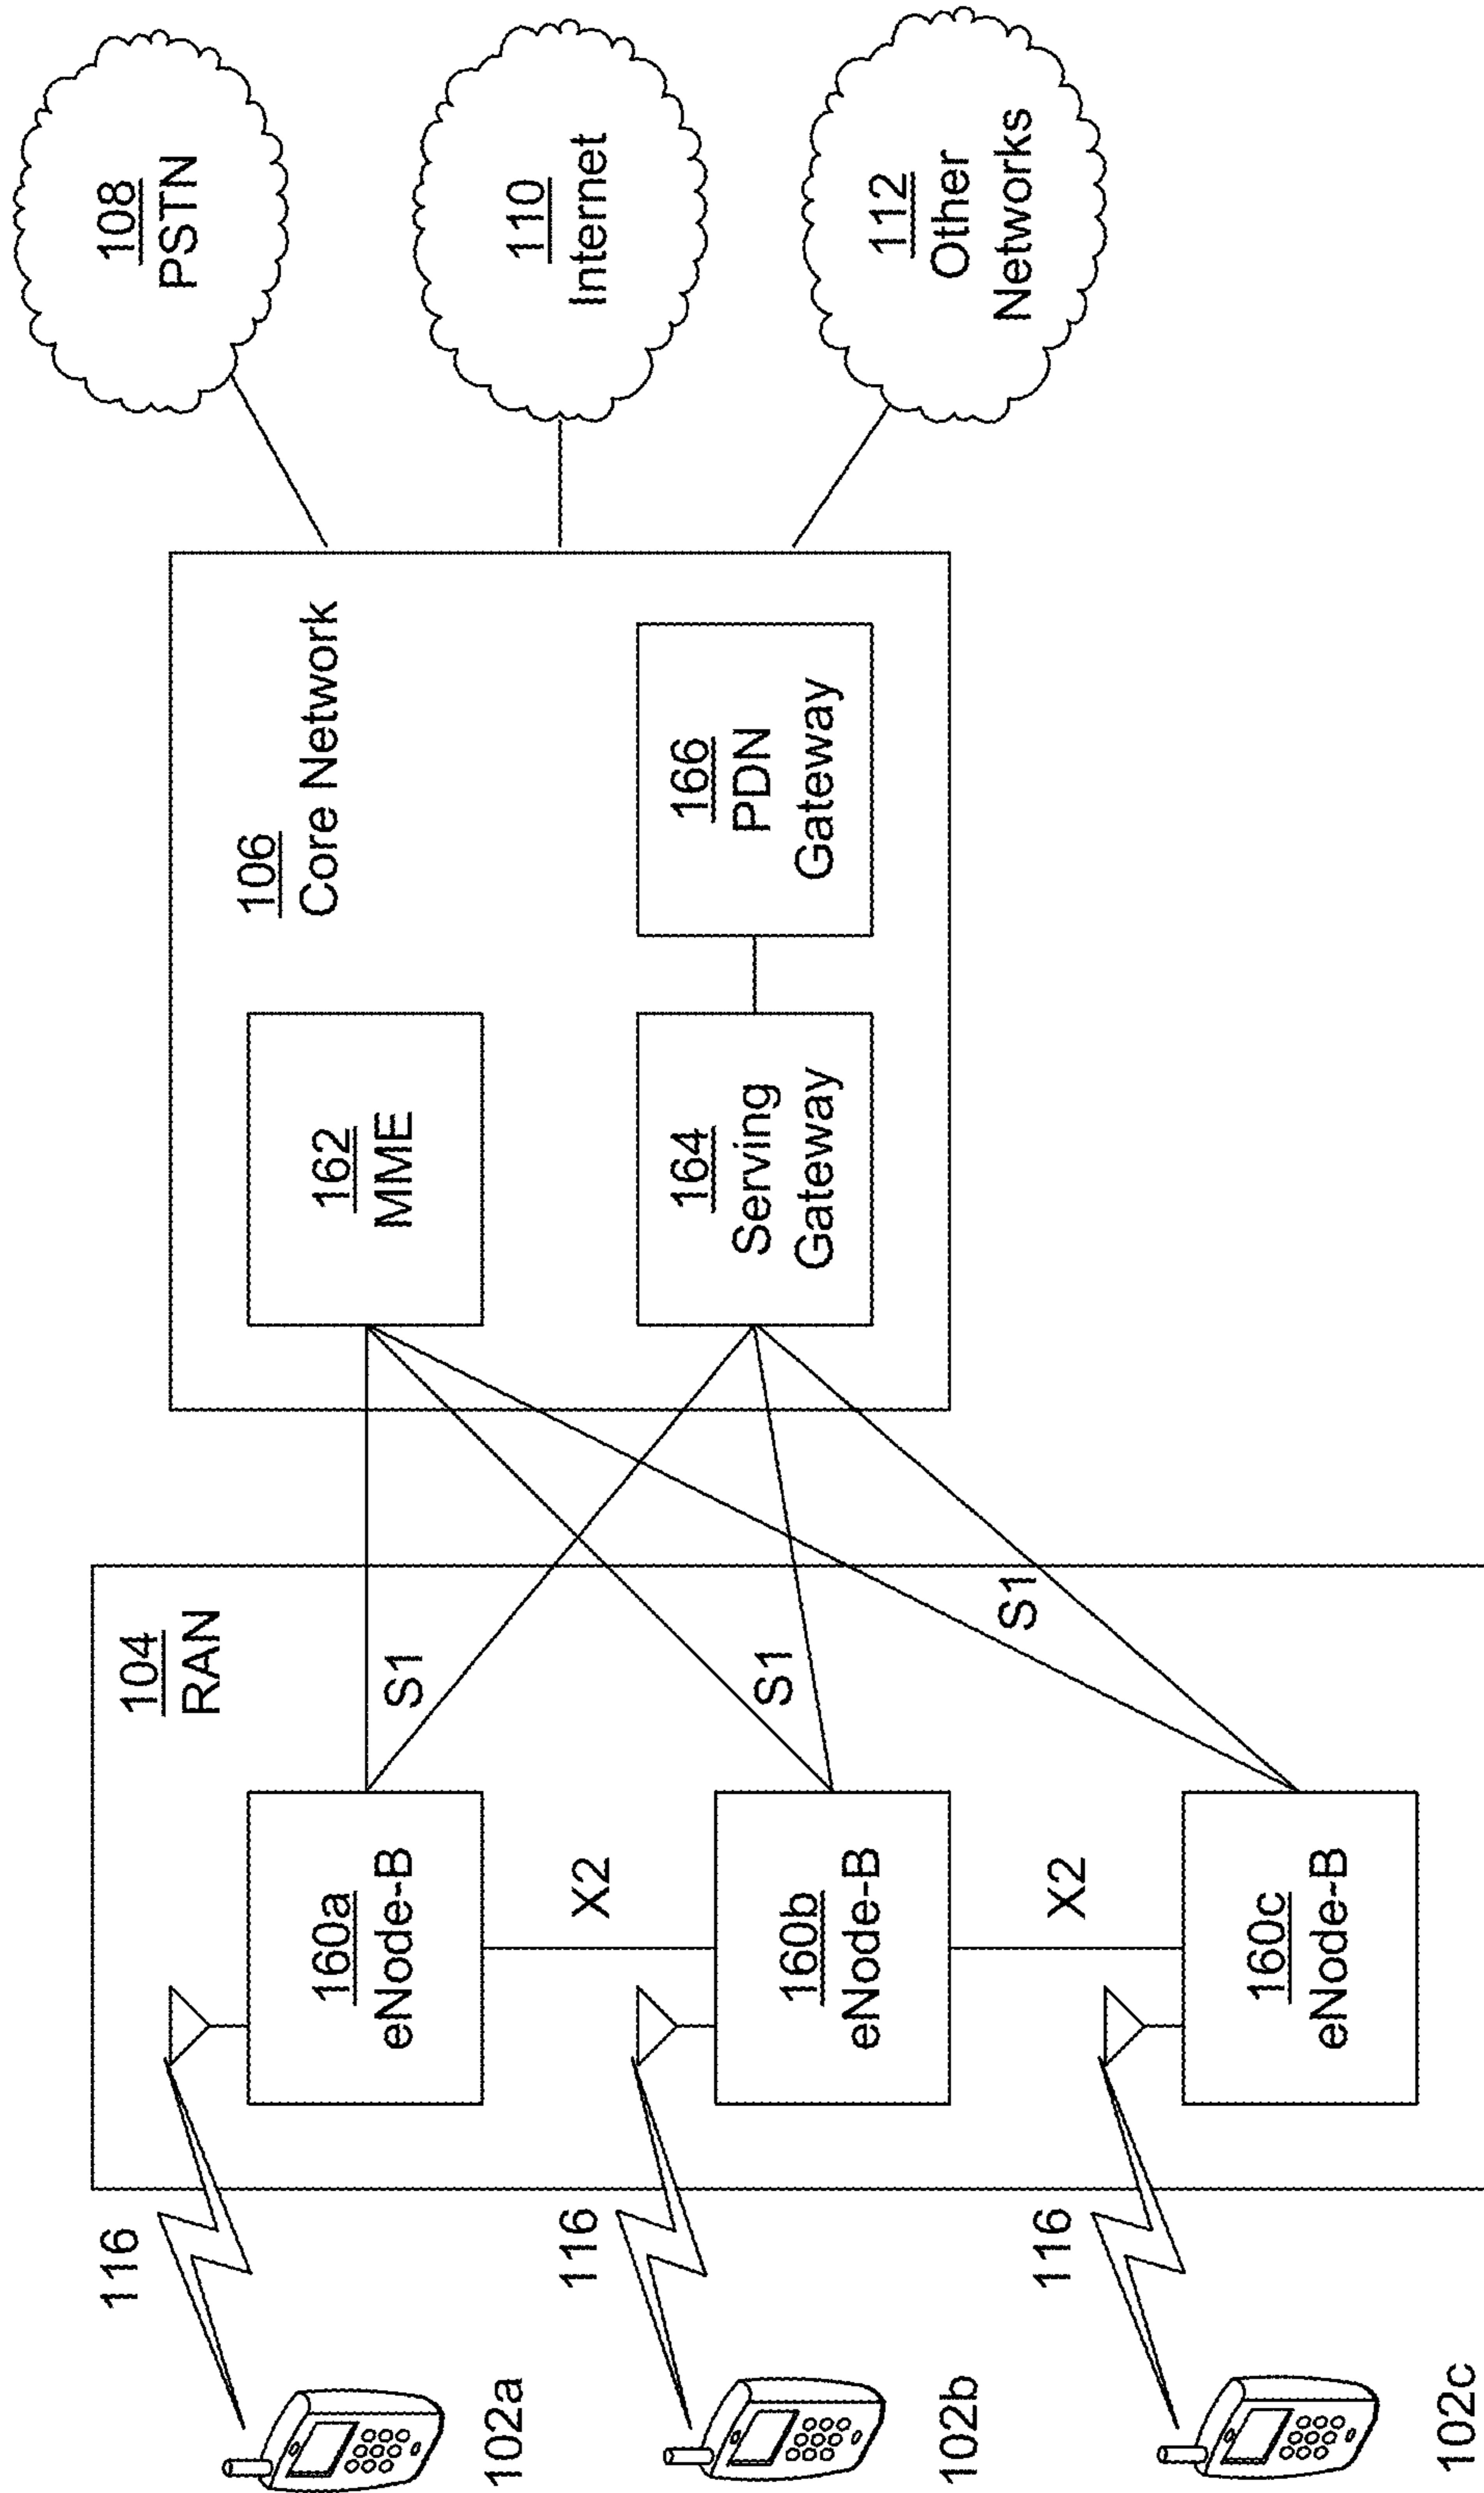 116
102a
116
102b
116
102c
104
RAN
160a
eNode-B
S1
X2
160b
eNode-B
S1
X2
160c
eNode-B
S1
106
Core Network
162
MME
164
Serving
Gateway
166
PDN
Gateway
108
PSTN
110
Internet
112
Other
Networks